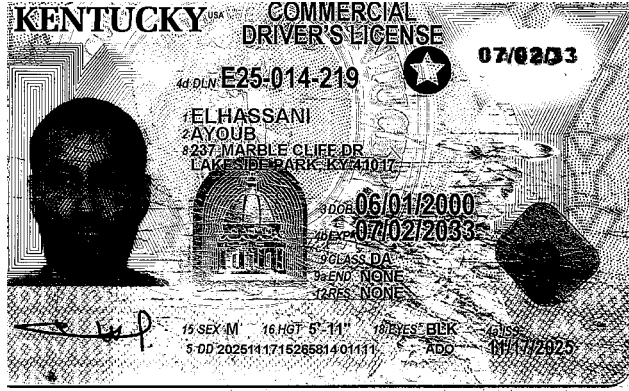 KENTUCKY USA
COMMERCIAL
DRIVER'S LICENSE
07/02/33
4d DLN E25-014-219
1 ELHASSANI
2 AYOUB
8 237 MARBLE CLIFF DR
LAKESIDE PARK, KY 41017
3 DOB 06/01/2000
4b EXP 07/02/2033
9 CLASS DA
9a END NONE
12 RES NONE
15 SEX M 16 HGT 5'-11" 18 EYES BLK 4a ISS
5 DD ADD 11/17/2025